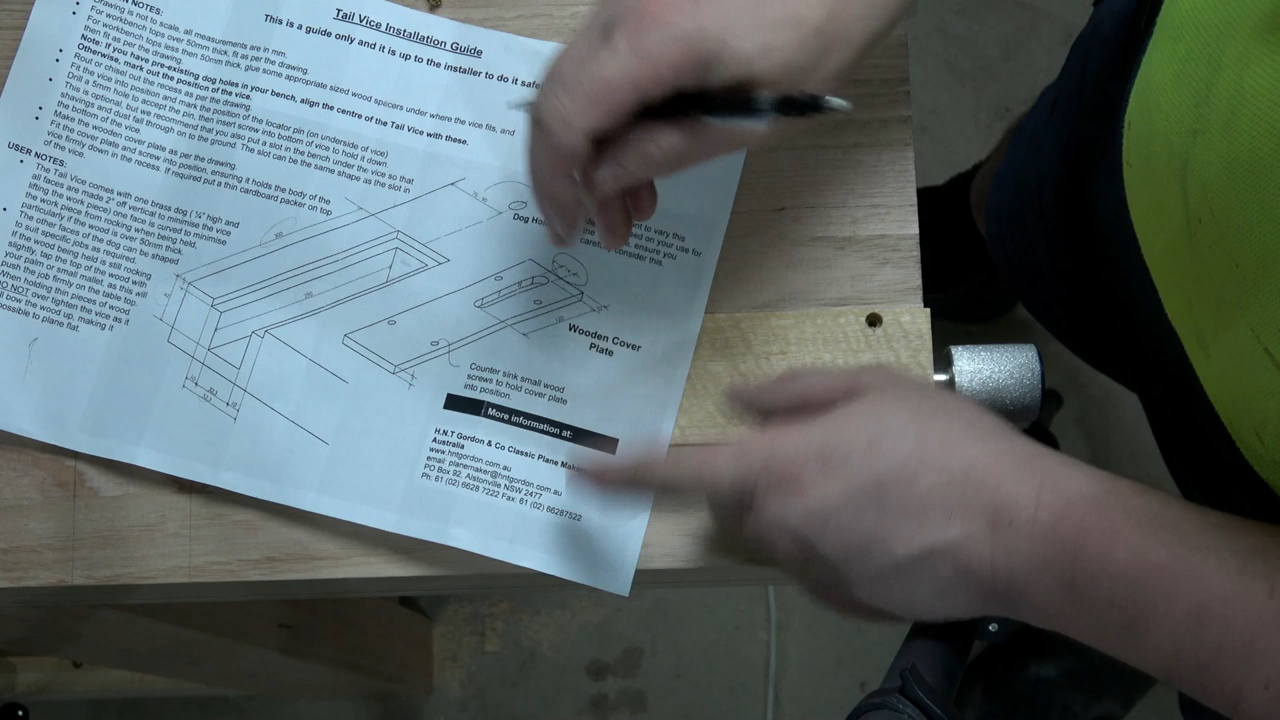 Tail Vice Installation Guide
This is a guide only and it is up to the installer to do it safe
N NOTES:
Drawing is not to scale, all measurements are in mm.
For workbench tops over 50mm thick, fit as per the drawing.
For workbench tops less then 50mm thick, glue some appropriate sized wood spacers under where the vice fits, and
then fit as per the drawing.
Note: If you have pre-existing dog holes in your bench, align the centre of the Tail Vice with these.
Otherwise, mark out the position of the vice.
Rout or chisel out the recess as per the drawing.
Fit the vice into position and mark the position of the locator pin (on underside of vice)
Drill a 5mm hole to accept the pin, then insert screw into bottom of vice to hold it down.
This is optional, but we recommend that you also put a slot in the bench under the vice so that
shavings and dust fall through on to the ground. The slot can be the same shape as the slot in
the bottom of the vice.
Make the wooden cover plate as per the drawing.
Fit the cover plate and screw into position, ensuring it holds the body of the
vice firmly down in the recess. If required put a thin cardboard packer on top
of the vice.
USER NOTES:
The Tail Vice comes with one brass dog ( ¼" high and
all faces are made 2° off vertical to minimise the vice
lifting the work piece) one face is curved to minimise
the work piece from rocking when being held,
particularly if the wood is over 50mm thick.
The other faces of the dog can be shaped
to suit specific jobs as required.
If the wood being held is still rocking
slightly, tap the top of the wood with
your palm or small mallet, as this will
push the job firmly on the table top.
When holding thin pieces of wood
DO NOT over tighten the vice as it
ll bow the wood up, making it
possible to plane flat.
Dog Ho
nt to vary this
sed on your use for
ensure you
carefully consider this.
Wooden Cover
Plate
Counter sink small wood
screws to hold cover plate
into position.
More information at:
H.N.T Gordon & Co Classic Plane Mak
Australia
www.hntgordon.com.au
email: planemaker@hntgordon.com.au
PO Box 92, Alstonville NSW 2477
Ph: 61 (02) 6628 7222 Fax: 61 (02) 66287522